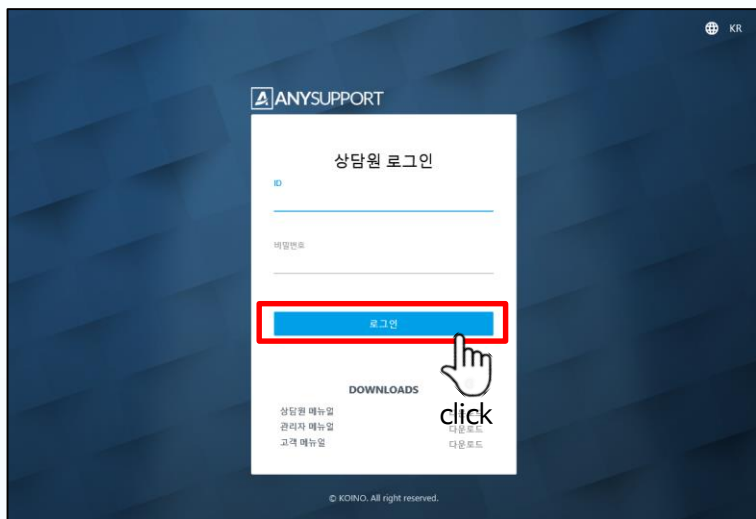 KR
ANYSUPPORT
상담원 로그인
ID
비밀번호
로그인
DOWNLOADS
상담원 메뉴얼
click
관리자 메뉴얼 다운로드
고객 메뉴얼 다운로드
© KOINO. All right reserved.